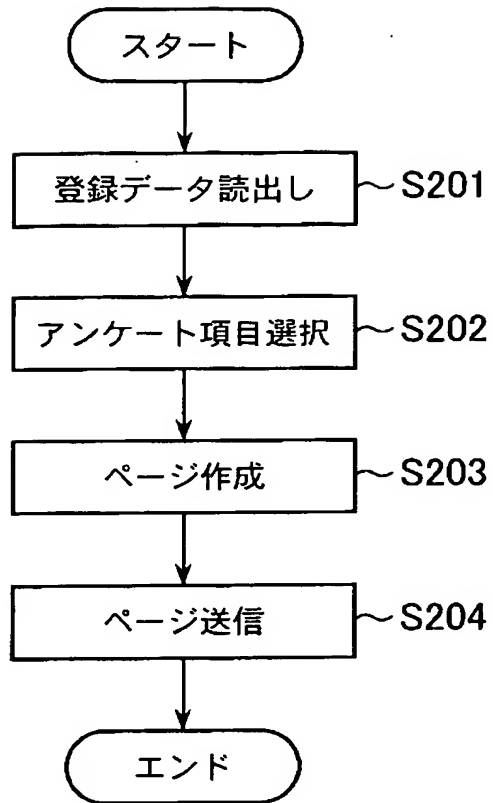 スタート
登録データ読出し ～S201
アンケート項目選択 ～S202
ページ作成 ～S203
ページ送信 ～S204
エンド